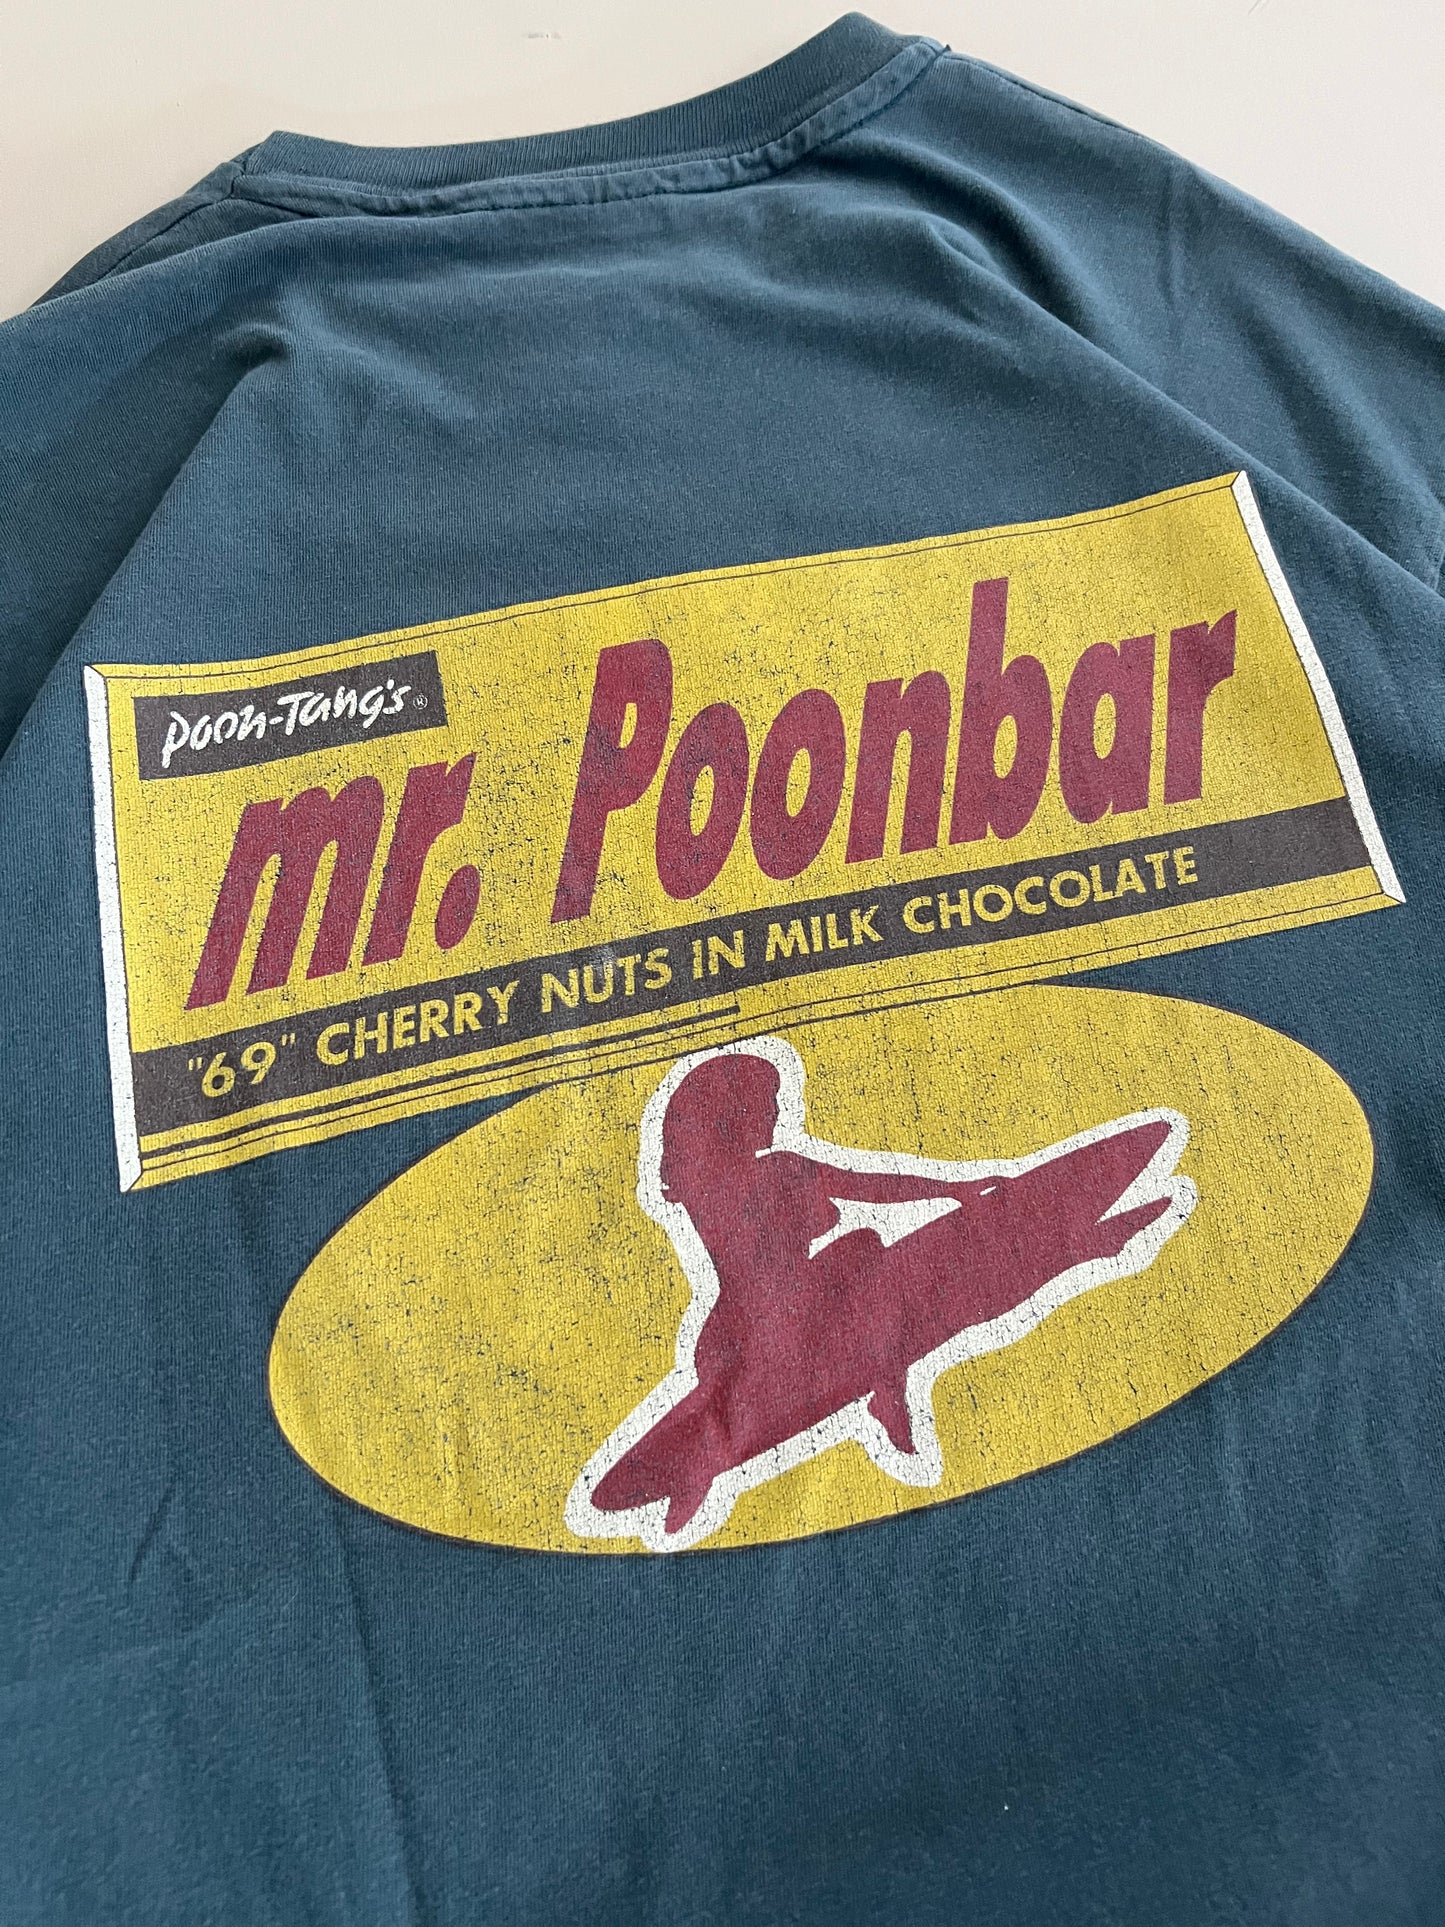 Poon-Tang's®
mr. Poonbar
"69" CHERRY NUTS IN MILK CHOCOLATE